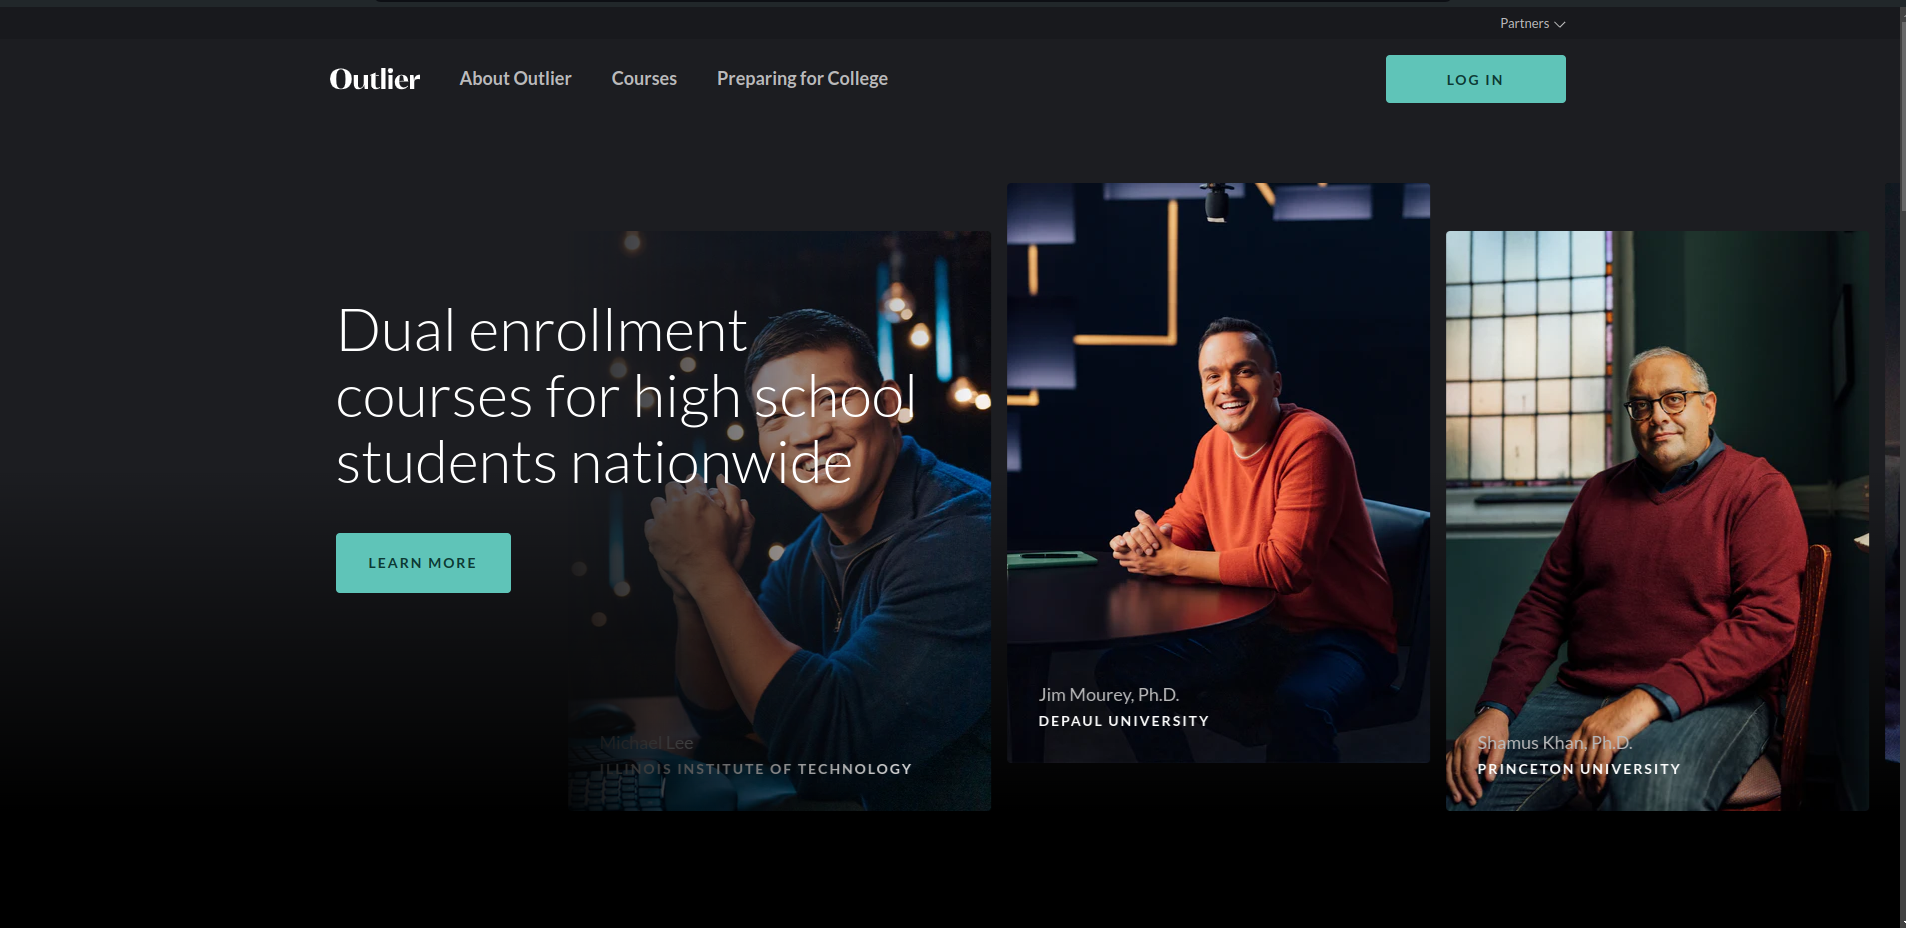 Partners
Outlier
About Outlier
Courses
Preparing for College
LOG IN
Dual enrollment
courses for high school
students nationwide
LEARN MORE
Michael Lee
ILLINOIS INSTITUTE OF TECHNOLOGY
Jim Mourey, Ph.D.
DEPAUL UNIVERSITY
Shamus Khan, Ph.D.
PRINCETON UNIVERSITY